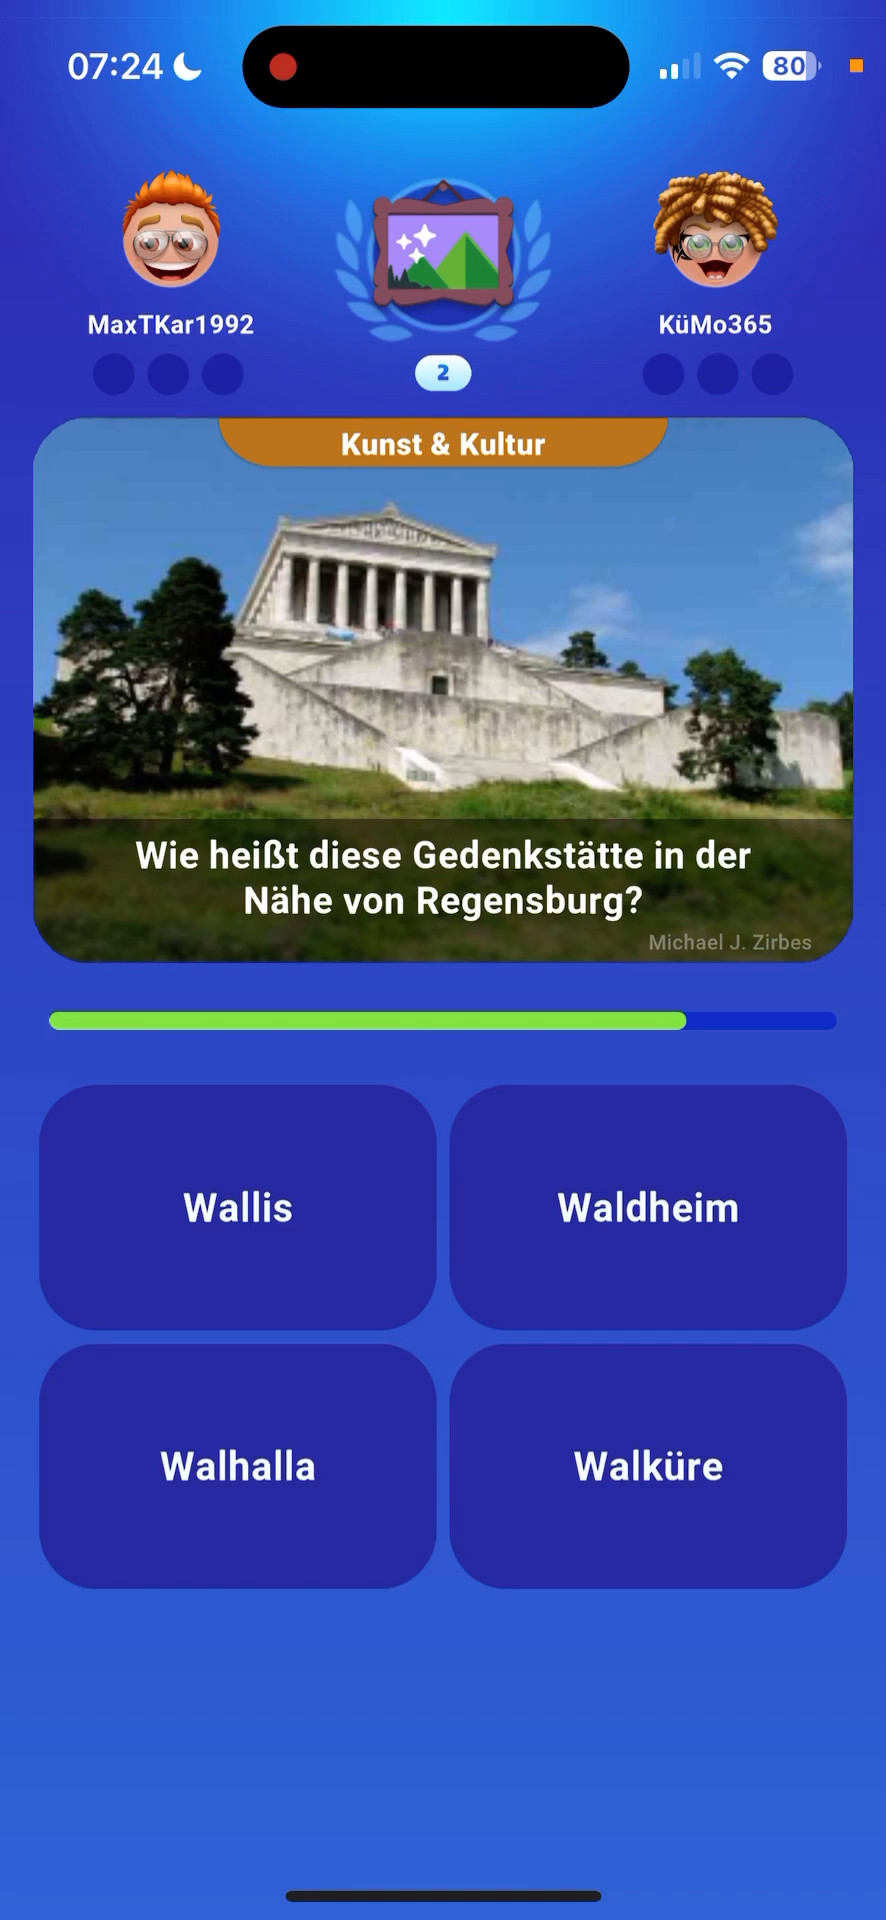 07:24
80
MaxTKar1992
KüMo365
2
Kunst & Kultur
Wie heißt diese Gedenkstätte in der
Nähe von Regensburg?
Michael J. Zirbes
Wallis
Waldheim
Walhalla
Walküre